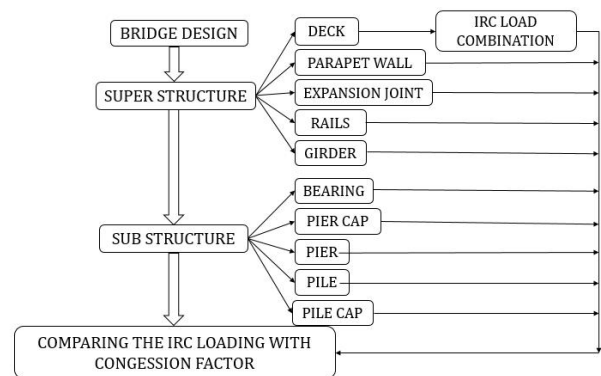 BRIDGE DESIGN
SUPER STRUCTURE
DECK
IRC LOAD
COMBINATION
PARAPET WALL
EXPANSION JOINT
RAILS
GIRDER
SUB STRUCTURE
BEARING
PIER CAP
PIER
PILE
PILE CAP
COMPARING THE IRC LOADING WITH
CONGESSION FACTOR